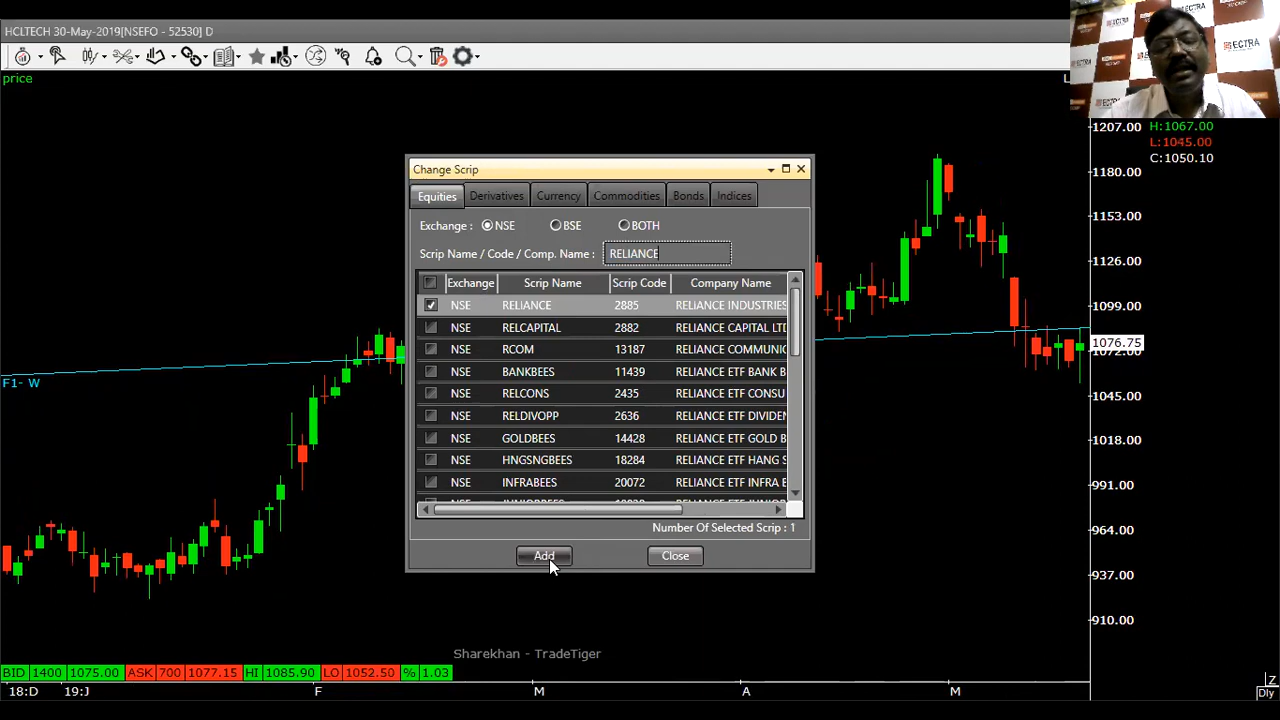 HCLTECH 30-May-2019[NSEFO - 52530] D
price
ECTRA
ECTRA
ECTRA
H:1067.00
L:1045.00
C:1050.10
Change Scrip
Equities Derivatives Currency Commodities Bonds Indices
Exchange : NSE BSE BOTH
Scrip Name / Code / Comp. Name : RELIANCE
Exchange Scrip Name Scrip Code Company Name
NSE RELIANCE 2885 RELIANCE INDUSTRIES
NSE RELCAPITAL 2882 RELIANCE CAPITAL LTD
NSE RCOM 13187 RELIANCE COMMUNIC
NSE BANKBEES 11439 RELIANCE ETF BANK B
NSE RELCONS 2435 RELIANCE ETF CONSU
NSE RELDIVOPP 2636 RELIANCE ETF DIVIDEN
NSE GOLDBEES 14428 RELIANCE ETF GOLD B
NSE HNGSNGBEES 18284 RELIANCE ETF HANG S
NSE INFRABEES 20072 RELIANCE ETF INFRA B
Number Of Selected Scrip : 1
Add Close
1207.00
1180.00
1153.00
1126.00
1099.00
1076.75
1072.00
1045.00
1018.00
991.00
964.00
937.00
910.00
F1- W
Sharekhan - TradeTiger
BID 1400 1075.00 ASK 700 1077.15 HI 1085.90 LO 1052.50 % 1.03
18:D 19:J F M A M
Z
Dly